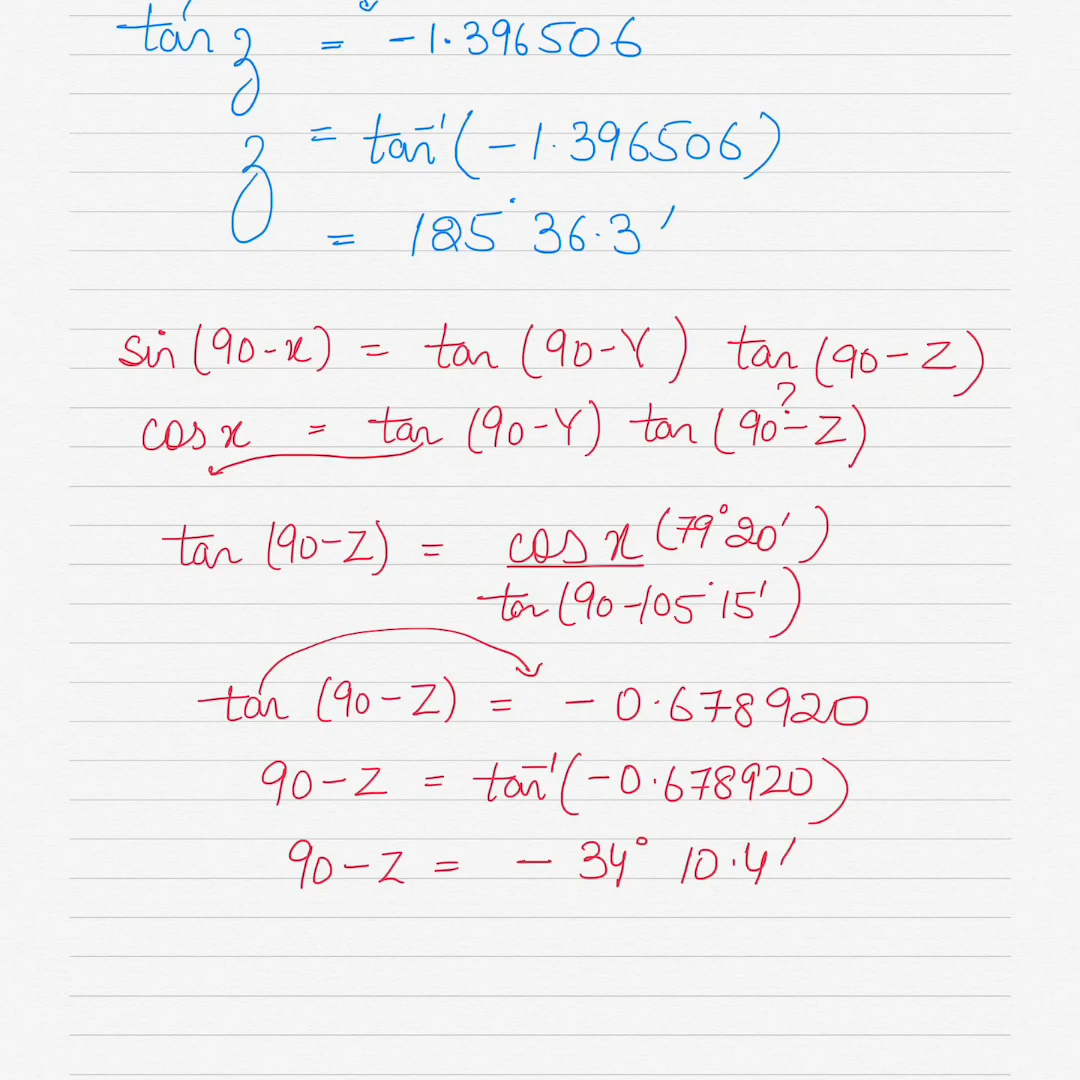 tan z = -1.396506
z = tan⁻¹(-1.396506)
= 125° 36.3'
sin(90-x) = tan(90-Y) tan(90-Z)
?
cos x = tan(90-Y) tan(90-Z)
tan(90-Z) = cos x (79°20')
tan(90-105°15')
tan(90-Z) = -0.678920
90-Z = tan⁻¹(-0.678920)
90-Z = -34° 10.4'